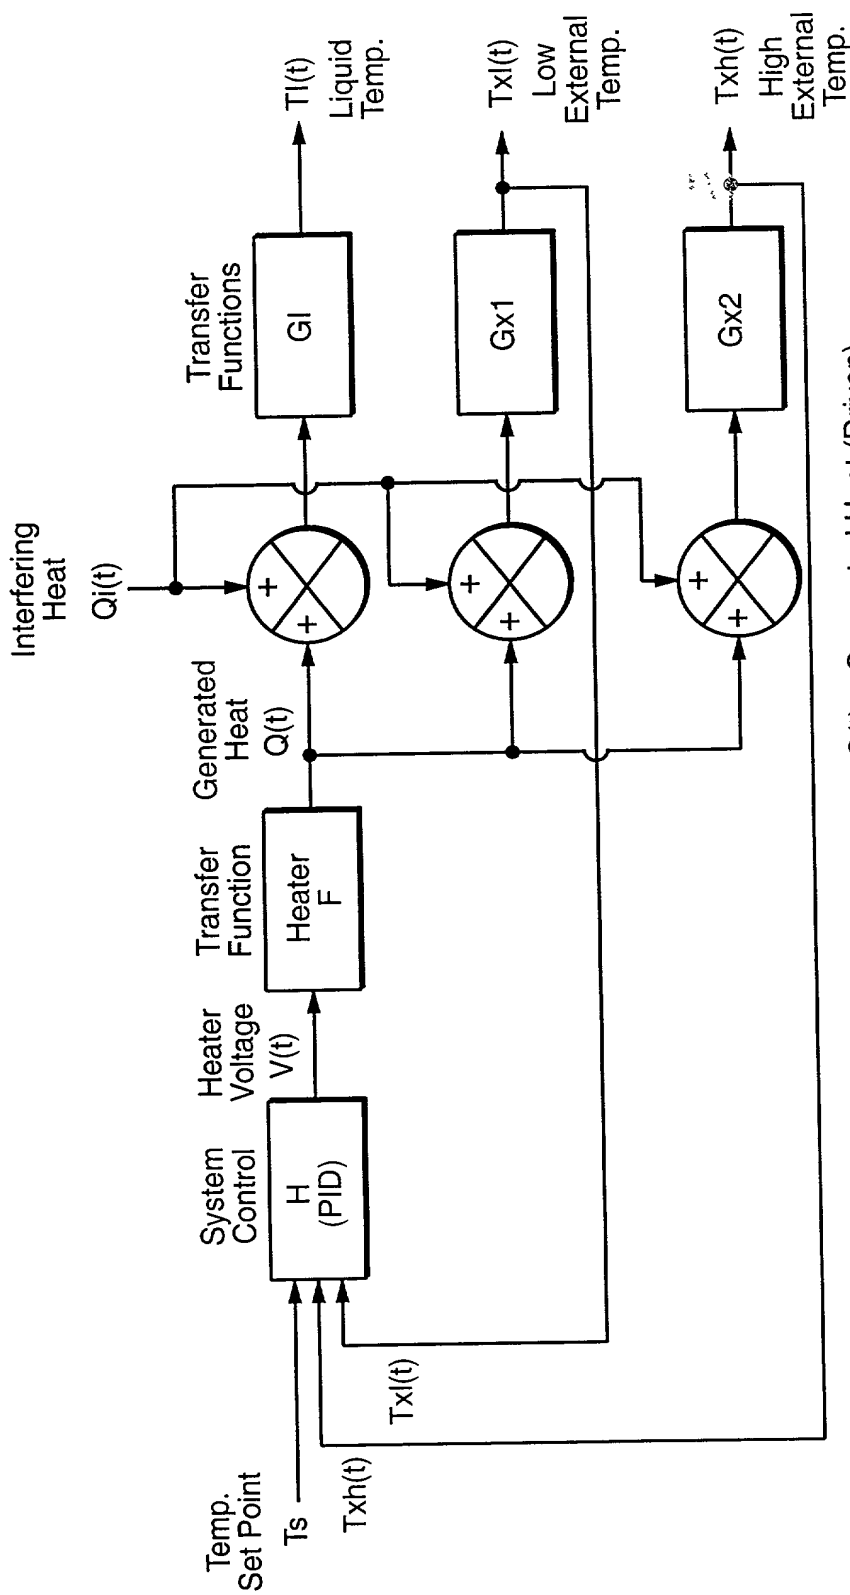 Interfering
Heat
Qi(t)
Temp.
Set Point
Ts
Txh(t)
Txl(t)
System
Control
H
(PID)
Heater
Voltage
V(t)
Transfer
Function
Heater
F
Generated
Heat
Q(t)
+
+
+
+
+
+
Transfer
Functions
Gl
Gx1
Gx2
Tl(t)
Liquid
Temp.
Txl(t)
Low
External
Temp.
Txh(t)
High
External
Temp.